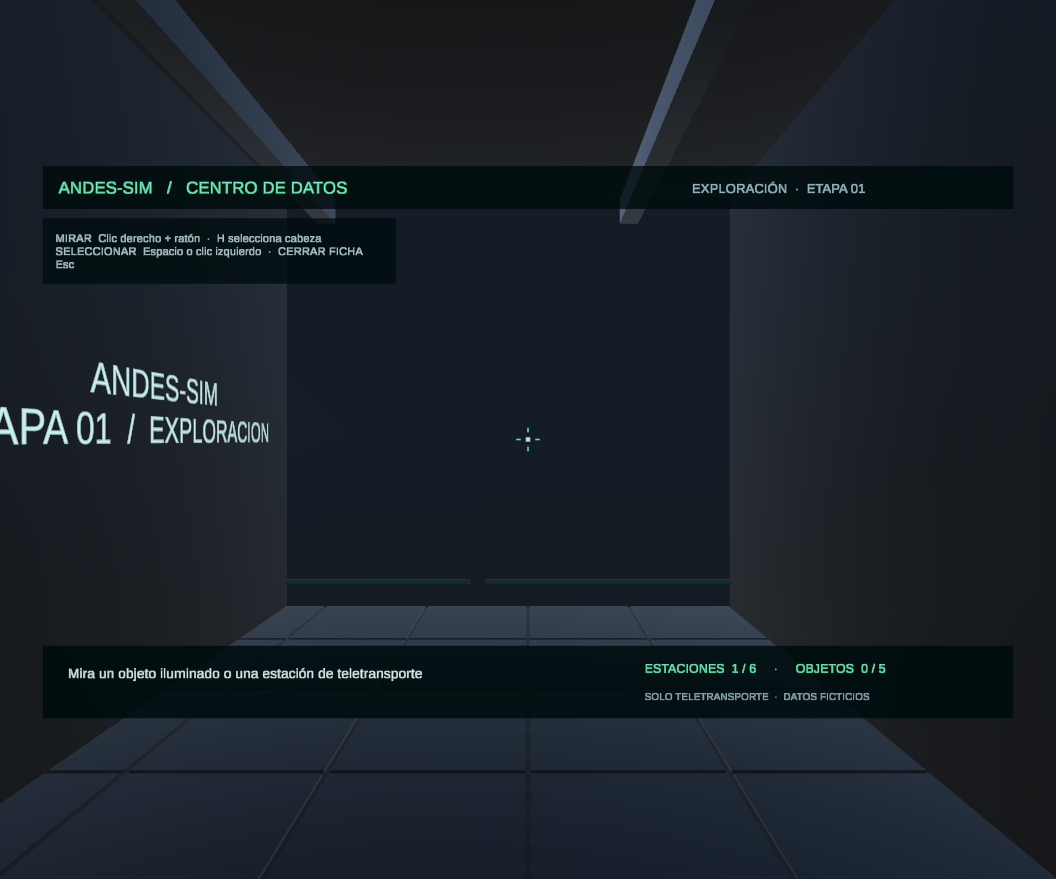 ANDES-SIM / CENTRO DE DATOS
EXPLORACIÓN · ETAPA 01
MIRAR Clic derecho + ratón · H selecciona cabeza
SELECCIONAR Espacio o clic izquierdo · CERRAR FICHA
Esc
ANDES-SIM
APA 01 / EXPLORACION
Mira un objeto iluminado o una estación de teletransporte
ESTACIONES 1 / 6 · OBJETOS 0 / 5
SOLO TELETRANSPORTE · DATOS FICTICIOS